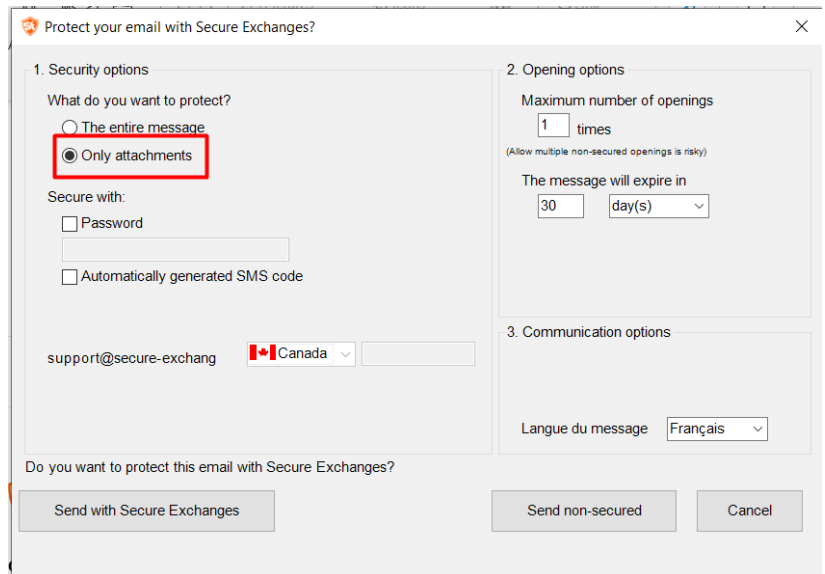 Protect your email with Secure Exchanges?
1. Security options
What do you want to protect?
The entire message
Only attachments
Secure with:
Password
Automatically generated SMS code
support@secure-exchang
Canada
2. Opening options
Maximum number of openings
1 times
(Allow multiple non-secured openings is risky)
The message will expire in
30 day(s)
3. Communication options
Langue du message Français
Do you want to protect this email with Secure Exchanges?
Send with Secure Exchanges
Send non-secured
Cancel